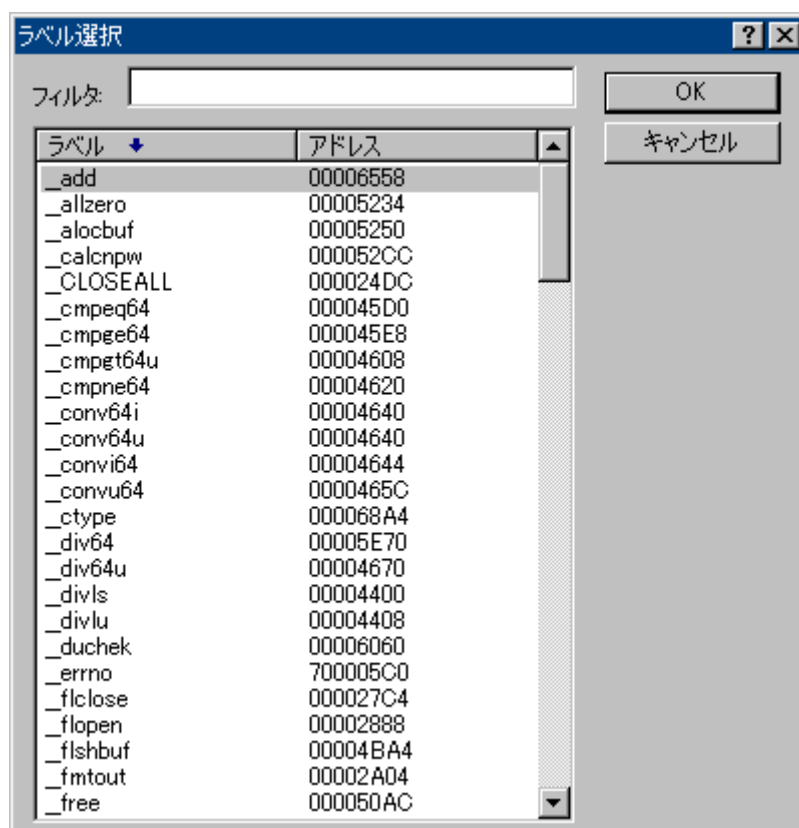 ラベル選択
フィルタ:
OK
キャンセル
ラベル アドレス
_add 00006558
_allzero 00005234
_alocbuf 00005250
_calcnpw 000052CC
_CLOSEALL 000024DC
_cmpeq64 000045D0
_cmpge64 000045E8
_cmpgt64u 00004608
_cmpne64 00004620
_conv64i 00004640
_conv64u 00004640
_convi64 00004644
_convu64 0000465C
_ctype 000068A4
_div64 00005E70
_div64u 00004670
_divls 00004400
_divlu 00004408
_duchek 00006060
_errno 700005C0
_flclose 000027C4
_flopen 00002888
_flshbuf 00004BA4
_fmtout 00002A04
_free 000050AC